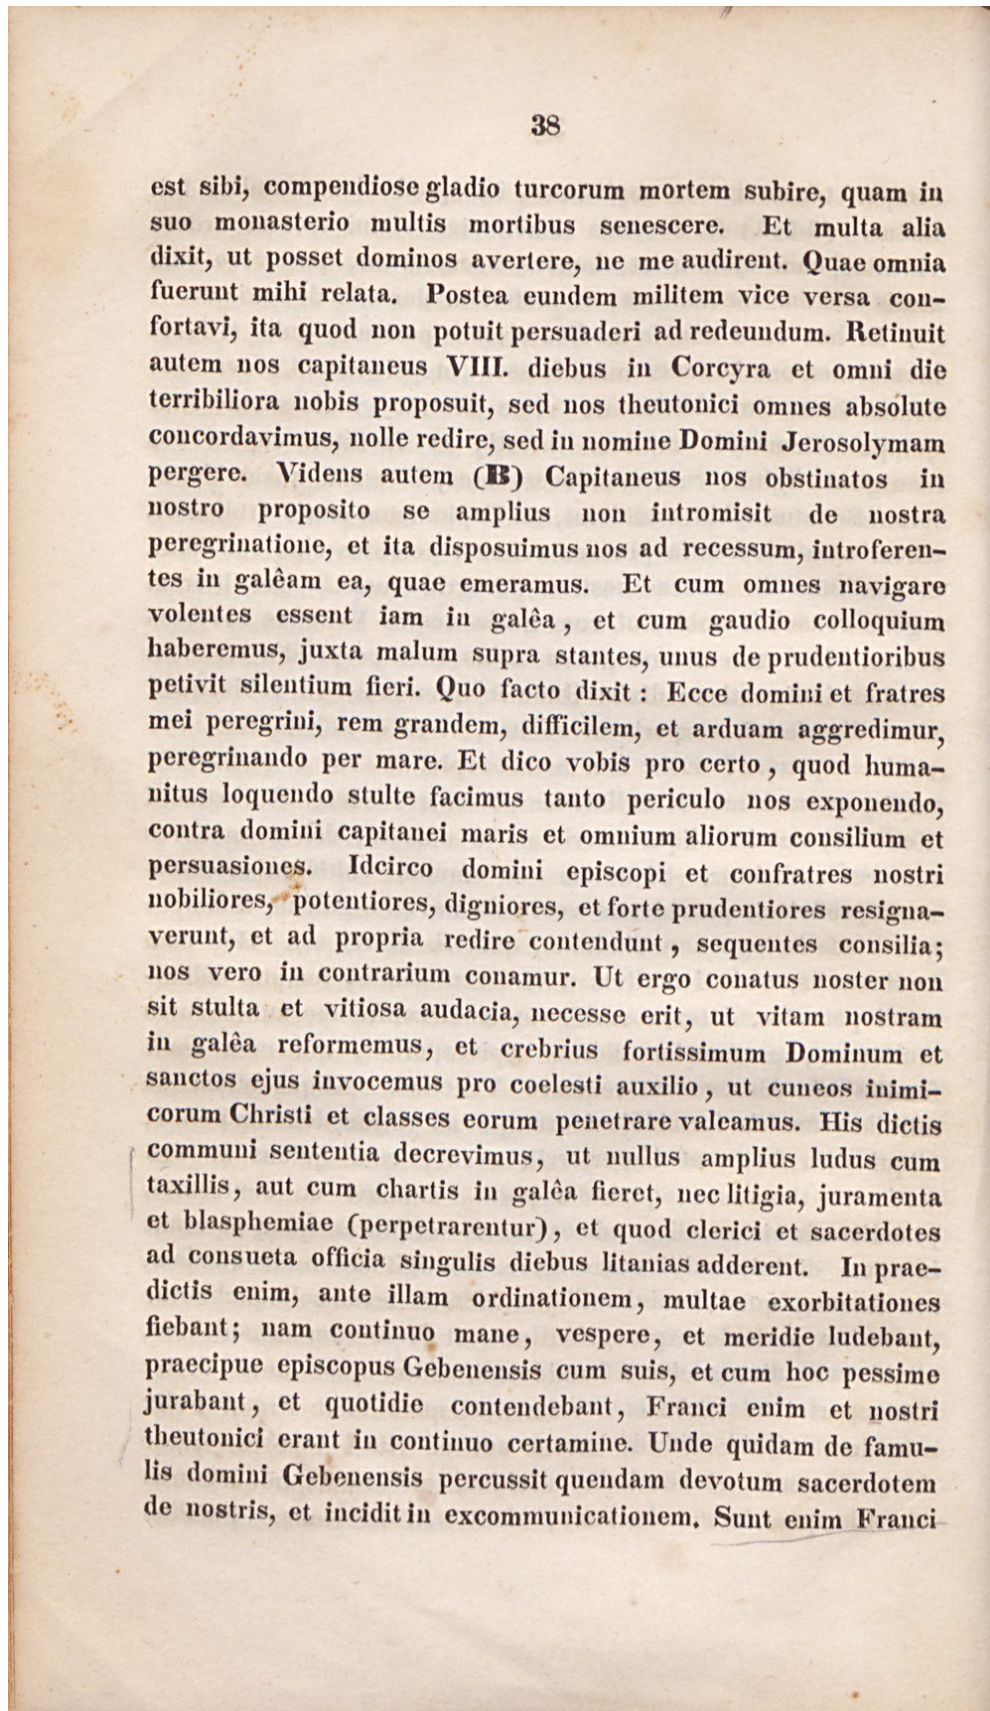 38
est sibi, compendiose gladio turcorum mortem subire, quam in
suo monasterio multis mortibus senescere. Et multa alia
dixit, ut posset dominos avertere, ne me audirent. Quae omnia
fuerunt mihi relata. Postea eundem militem vice versa con-
fortavi, ita quod non potuit persuaderi ad redeundum. Retinuit
autem nos capitaneus VIII. diebus in Corcyra et omni die
terribiliora nobis proposuit, sed nos theutonici omnes absolute
concordavimus, nolle redire, sed in nomine Domini Jerosolymam
pergere. Videns autem (B) Capitaneus nos obstinatos in
nostro proposito se amplius non intromisit de nostra
peregrinatione, et ita disposuimus nos ad recessum, introferen-
tes in galêam ea, quae emeramus. Et cum omnes navigare
volentes essent iam in galêa, et cum gaudio colloquium
haberemus, juxta malum supra stantes, unus de prudentioribus
petivit silentium fieri. Quo facto dixit: Ecce domini et fratres
mei peregrini, rem grandem, difficilem, et arduam aggredimur,
peregrinando per mare. Et dico vobis pro certo, quod huma-
nitus loquendo stulte facimus tanto periculo nos exponendo,
contra domini capitanei maris et omnium aliorum consilium et
persuasiones. Idcirco domini episcopi et confratres nostri
nobiliores, potentiores, digniores, et forte prudentiores resigna-
verunt, et ad propria redire contendunt, sequentes consilia;
nos vero in contrarium conamur. Ut ergo conatus noster non
sit stulta et vitiosa audacia, necesse erit, ut vitam nostram
in galêa reformemus, et crebrius fortissimum Dominum et
sanctos ejus invocemus pro coelesti auxilio, ut cuneos inimi-
corum Christi et classes eorum penetrare valeamus. His dictis
communi sententia decrevimus, ut nullus amplius ludus cum
taxillis, aut cum chartis in galêa fieret, nec litigia, juramenta
et blasphemiae (perpetrarentur), et quod clerici et sacerdotes
ad consueta officia singulis diebus litanias adderent. In prae-
dictis enim, ante illam ordinationem, multae exorbitationes
fiebant; nam continuo mane, vespere, et meridie ludebant,
praecipue episcopus Gebenensis cum suis, et cum hoc pessime
jurabant, et quotidie contendebant, Franci enim et nostri
theutonici erant in continuo certamine. Unde quidam de famu-
lis domini Gebenensis percussit quendam devotum sacerdotem
de nostris, et incidit in excommunicationem. Sunt enim Franci